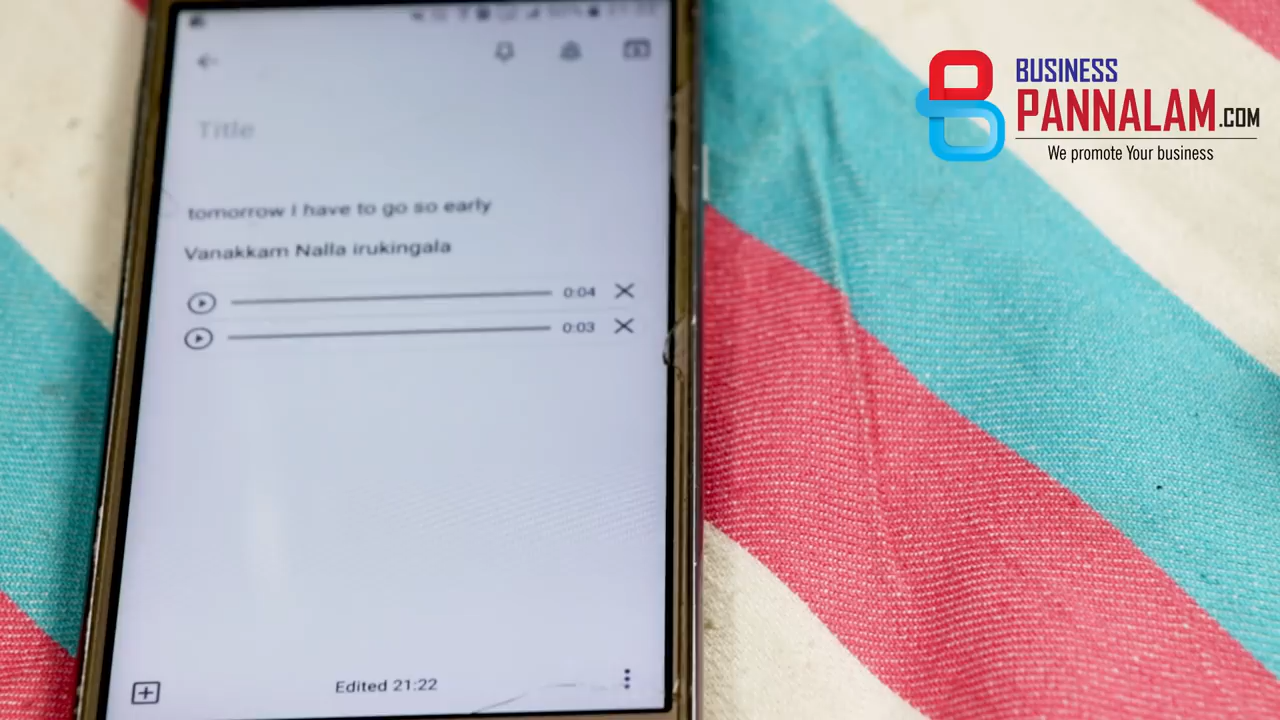 Title
tomorrow I have to go so early
Vanakkam Nalla irukingala
0:04
0:03
Edited 21:22
BUSINESS
PANNALAM.COM
We promote Your business